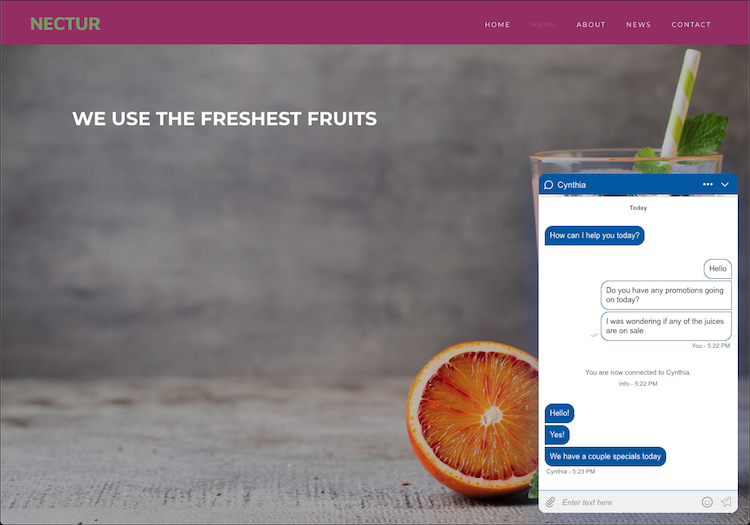 NECTUR
HOME MENU ABOUT NEWS CONTACT
WE USE THE FRESHEST FRUITS
Cynthia
Today
How can I help you today?
Hello
Do you have any promotions going
on today?
I was wondering if any of the juices
are on sale
You - 5:22 PM
You are now connected to Cynthia.
Info - 5:22 PM
Hello!
Yes!
We have a couple specials today
Cynthia - 5:23 PM
Enter text here